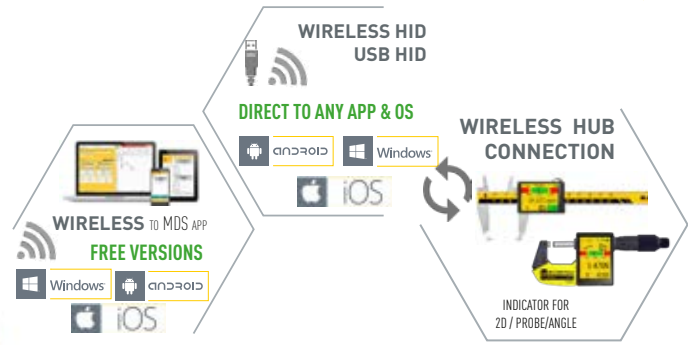 WIRELESS HID
USB HID
DIRECT TO ANY APP & OS
android
Windows
iOS
WIRELESS HUB
CONNECTION
INDICATOR FOR
2D / PROBE/ANGLE
WIRELESS TO MDS APP
FREE VERSIONS
Windows
android
iOS